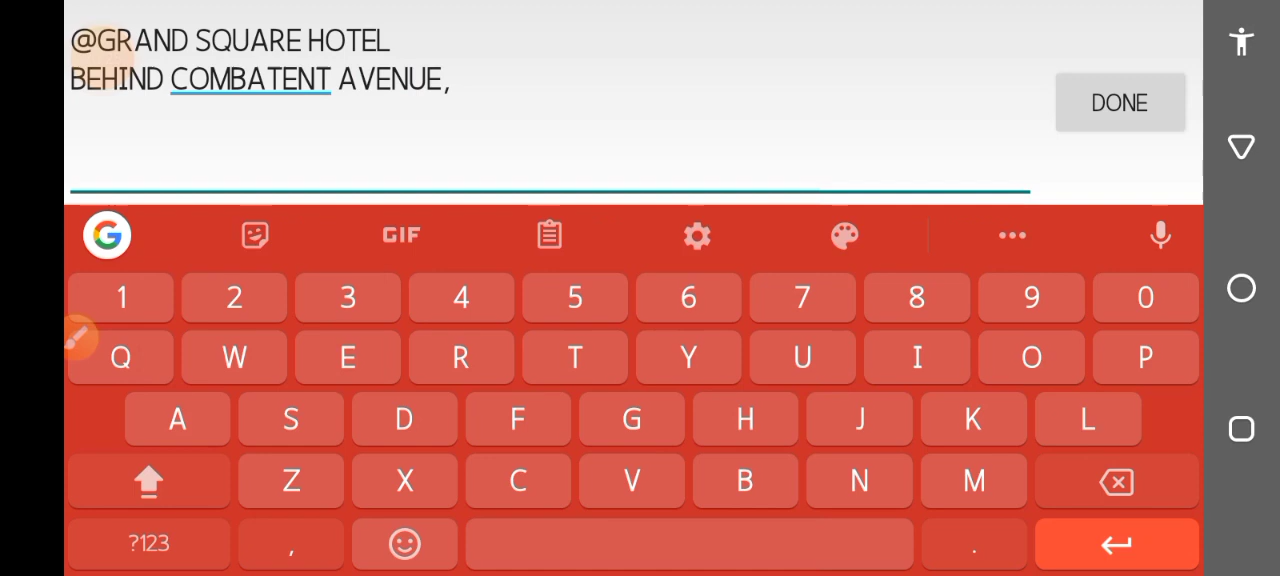 @GRAND SQUARE HOTEL
BEHIND COMBATENT AVENUE,
DONE
G GIF
1 2 3 4 5 6 7 8 9 0
Q W E R T Y U I O P
A S D F G H J K L
Z X C V B N M
?123 , .